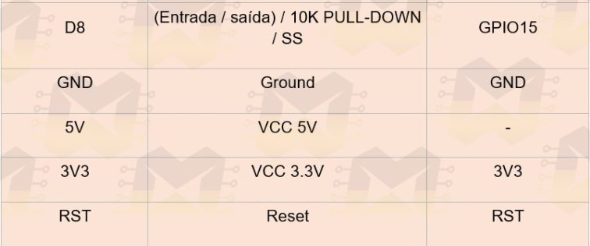 D8
(Entrada / saída) / 10K PULL-DOWN
/ SS
GPIO15
GND
Ground
GND
5V
VCC 5V
-
3V3
VCC 3.3V
3V3
RST
Reset
RST